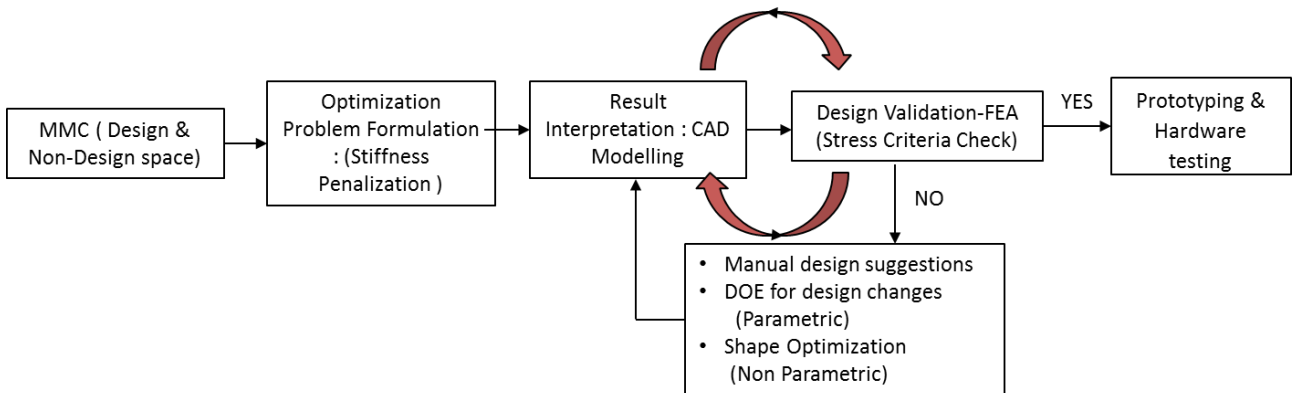 MMC ( Design &
Non-Design space)
Optimization
Problem Formulation
: (Stiffness
Penalization )
Result
Interpretation : CAD
Modelling
Design Validation-FEA
(Stress Criteria Check)
YES
Prototyping &
Hardware
testing
NO
• Manual design suggestions
• DOE for design changes
(Parametric)
• Shape Optimization
(Non Parametric)